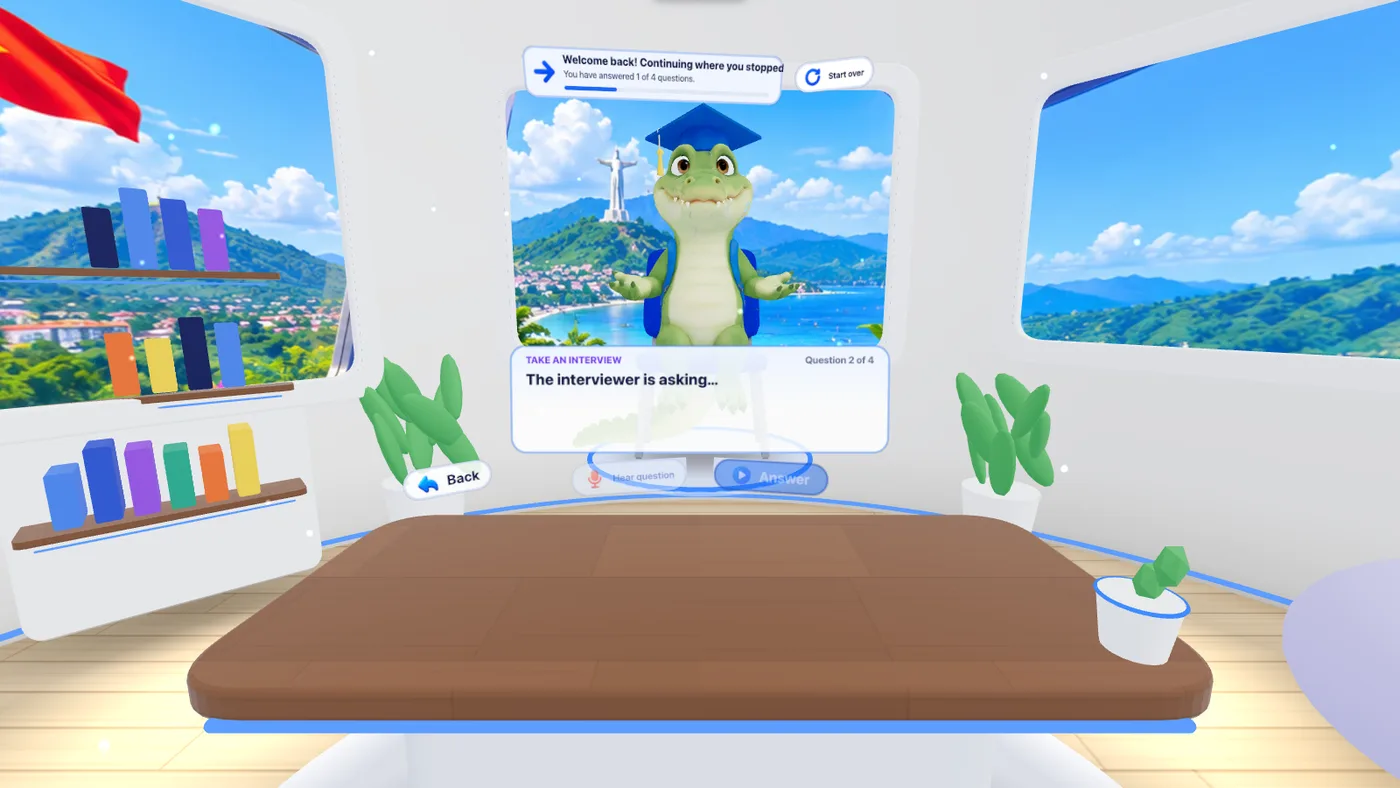 Welcome back! Continuing where you stopped
You have answered 1 of 4 questions.
Start over
TAKE AN INTERVIEW
Question 2 of 4
The interviewer is asking...
Back
Hear question
Answer